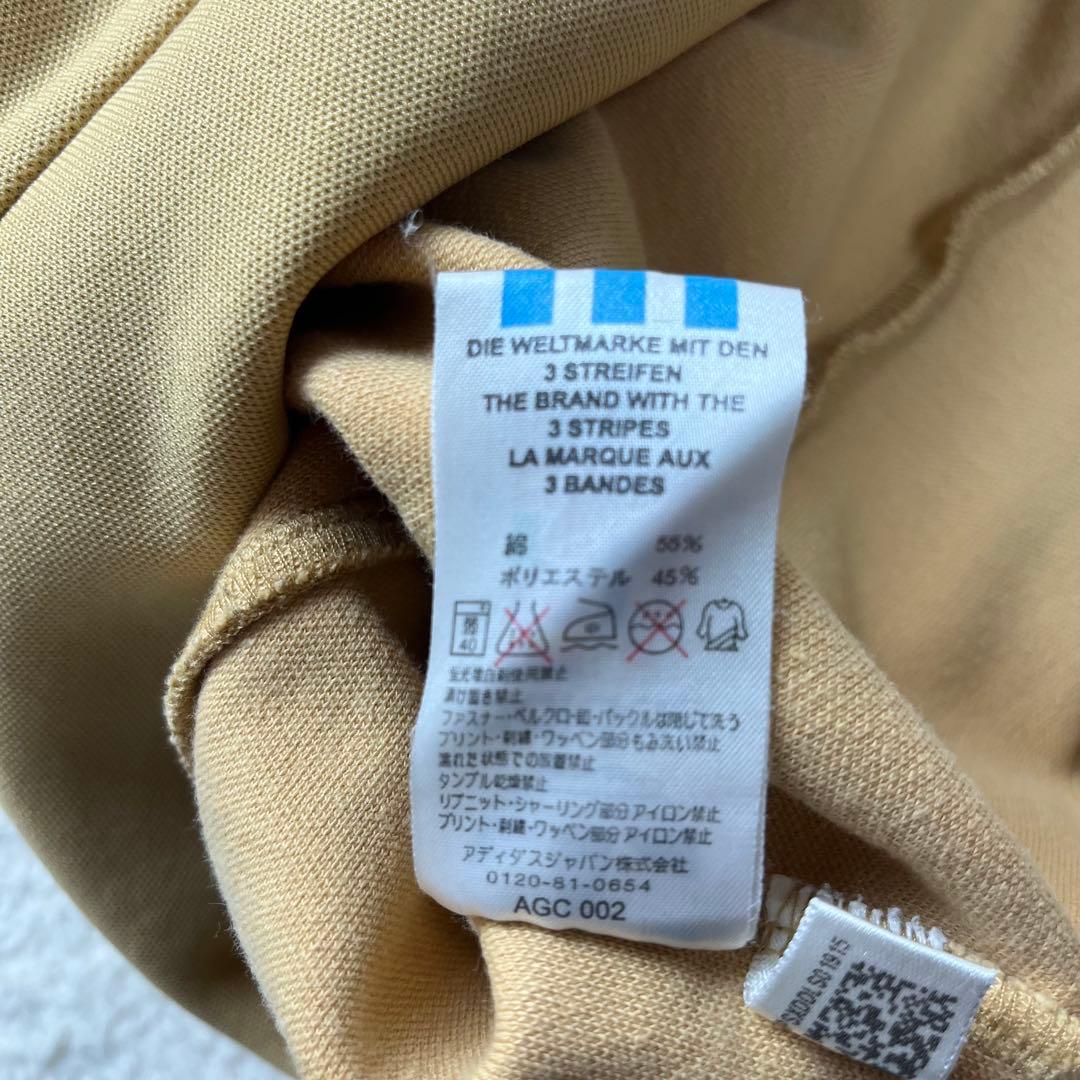 DIE WELTMARKE MIT DEN
3 STREIFEN
THE BRAND WITH THE
3 STRIPES
LA MARQUE AUX
3 BANDES
綿 55%
ポリエステル 45%
弱
40
蛍光増白剤使用禁止
漬け置き禁止
ファスナー・ベルクロ・釦・バックルは閉じて洗う
プリント・刺繍・ワッペン部分もみ洗い禁止
濡れた状態での放置禁止
タンブル乾燥禁止
リブニット・シャーリング部分アイロン禁止
プリント・刺繍・ワッペン部分アイロン禁止
アディダスジャパン株式会社
0120-81-0654
AGC 002